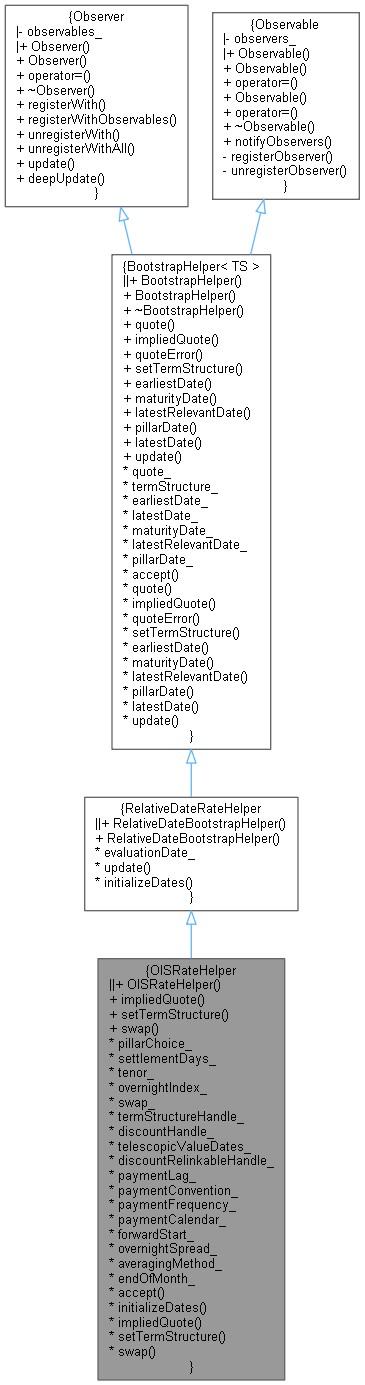 {Observer
|- observables_
|+ Observer()
+ Observer()
+ operator=()
+ ~Observer()
+ registerWith()
+ registerWithObservables()
+ unregisterWith()
+ unregisterWithAll()
+ update()
+ deepUpdate()
}
{Observable
|- observers_
|+ Observable()
+ Observable()
+ operator=()
+ Observable()
+ operator=()
+ ~Observable()
+ notifyObservers()
- registerObserver()
- unregisterObserver()
}
{BootstrapHelper< TS >
||+ BootstrapHelper()
+ BootstrapHelper()
+ ~BootstrapHelper()
+ quote()
+ impliedQuote()
+ quoteError()
+ setTermStructure()
+ earliestDate()
+ maturityDate()
+ latestRelevantDate()
+ pillarDate()
+ latestDate()
+ update()
* quote_
* termStructure_
* earliestDate_
* latestDate_
* maturityDate_
* latestRelevantDate_
* pillarDate_
* accept()
* quote()
* impliedQuote()
* quoteError()
* setTermStructure()
* earliestDate()
* maturityDate()
* latestRelevantDate()
* pillarDate()
* latestDate()
* update()
}
{RelativeDateRateHelper
||+ RelativeDateBootstrapHelper()
+ RelativeDateBootstrapHelper()
* evaluationDate_
* update()
* initializeDates()
}
{OISRateHelper
||+ OISRateHelper()
+ impliedQuote()
+ setTermStructure()
+ swap()
* pillarChoice_
* settlementDays_
* tenor_
* overnightIndex_
* swap_
* termStructureHandle_
* discountHandle_
* telescopicValueDates_
* discountRelinkableHandle_
* paymentLag_
* paymentConvention_
* paymentFrequency_
* paymentCalendar_
* forwardStart_
* overnightSpread_
* averagingMethod_
* endOfMonth_
* accept()
* initializeDates()
* impliedQuote()
* setTermStructure()
* swap()
}